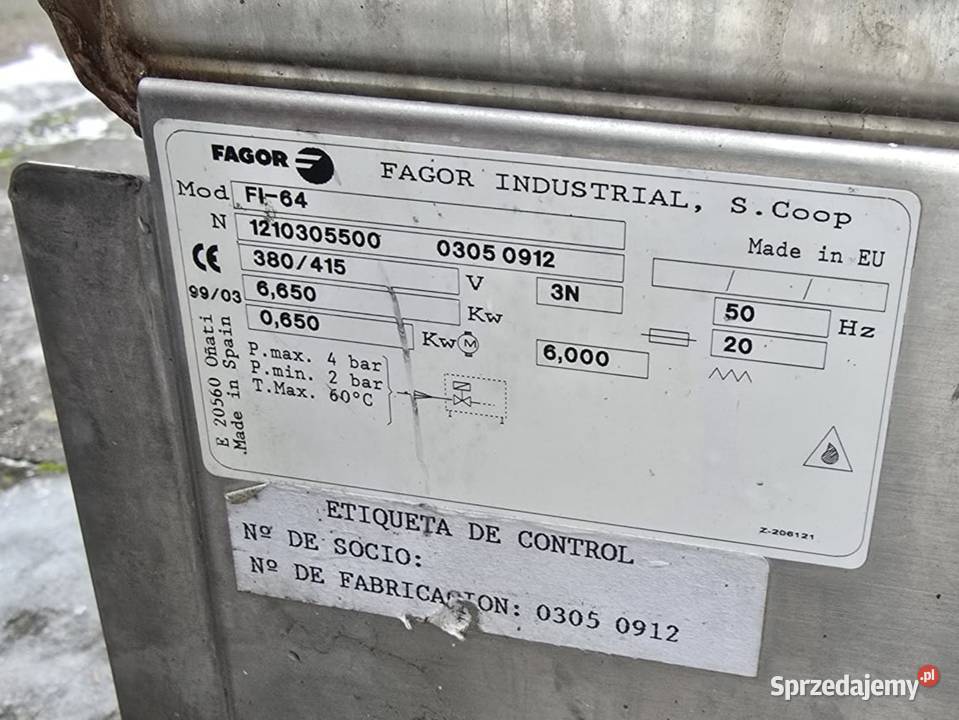 FAGOR
FAGOR INDUSTRIAL, S.Coop
Mod FI-64
Made in EU
N 1210305500 0305 0912
CE 380/415 V 3N / /
99/03 6,650 Kw 50 Hz
0,650 Kw M 6,000 20
P.max. 4 bar
P.min. 2 bar
T.Max. 60ºC
E 20560 Oñati
Made in Spain
Z-206121
ETIQUETA DE CONTROL
Nº DE SOCIO:
Nº DE FABRICACION: 0305 0912
Sprzedajemy.pl